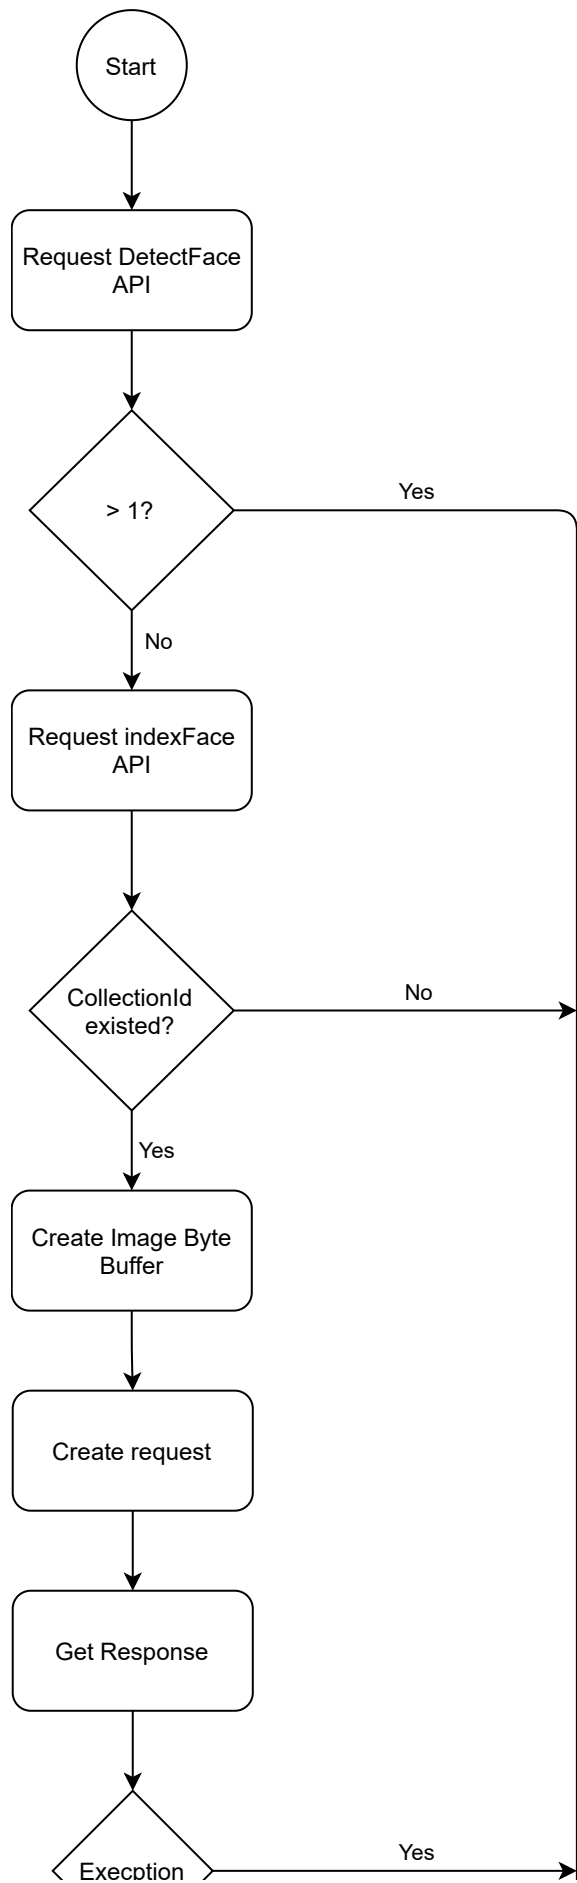 Start
Request DetectFace
API
> 1?
Yes
No
Request indexFace
API
CollectionId
existed?
No
Yes
Create Image Byte
Buffer
Create request
Get Response
Yes
Execption